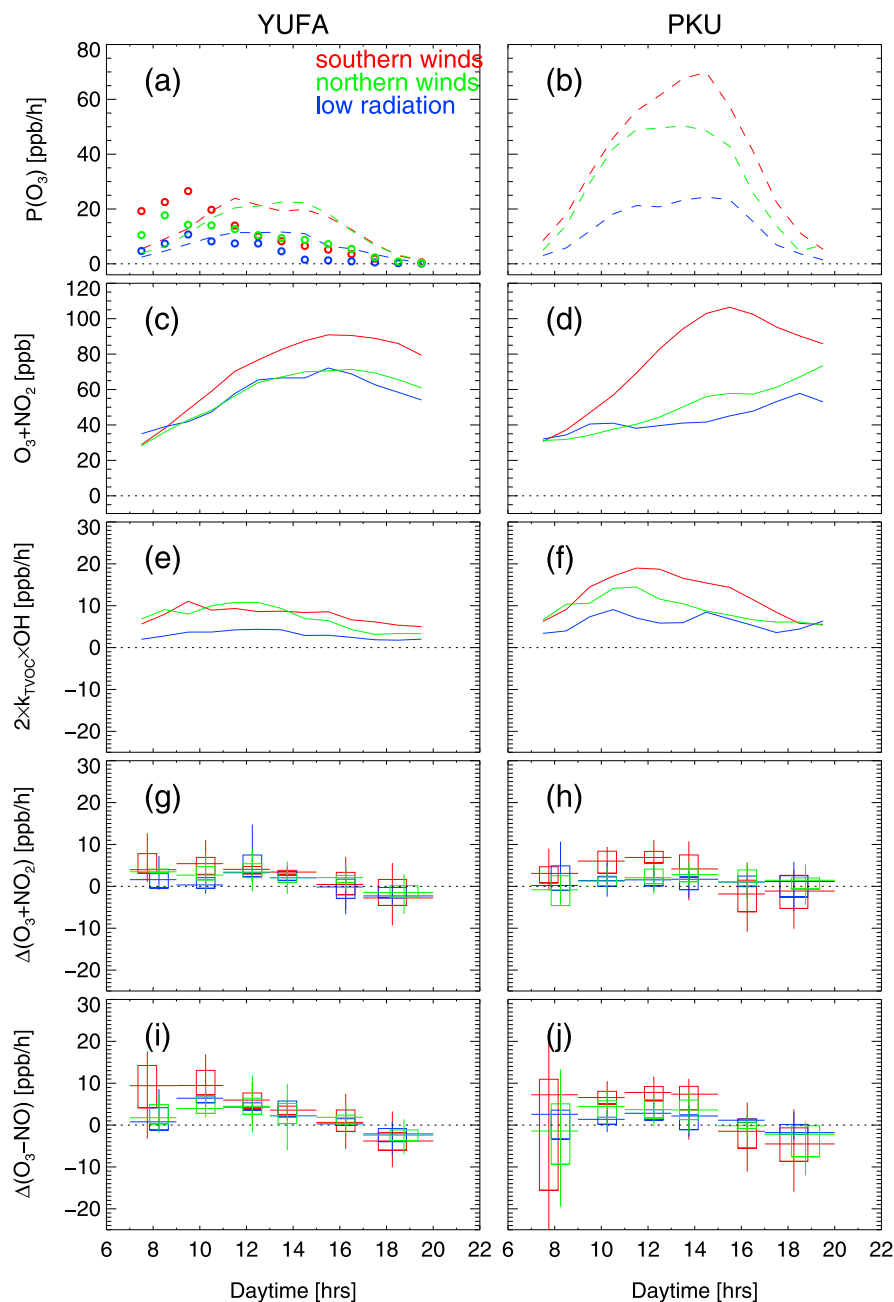 YUFA PKU
80
60
40
20
0
P(O3) [ppb/h]
(a)
southern winds
northern winds
low radiation
(b)
120
100
80
60
40
20
0
O3+NO2 [ppb]
(c)
(d)
30
20
10
0
−10
−20
2×kTVOC×OH [ppb/h]
(e)
(f)
30
20
10
0
−10
−20
Δ(O3+NO2) [ppb/h]
(g)
(h)
30
20
10
0
−10
−20
Δ(O3−NO) [ppb/h]
(i)
(j)
6 8 10 12 14 16 18 20 22 6 8 10 12 14 16 18 20 22
Daytime [hrs] Daytime [hrs]